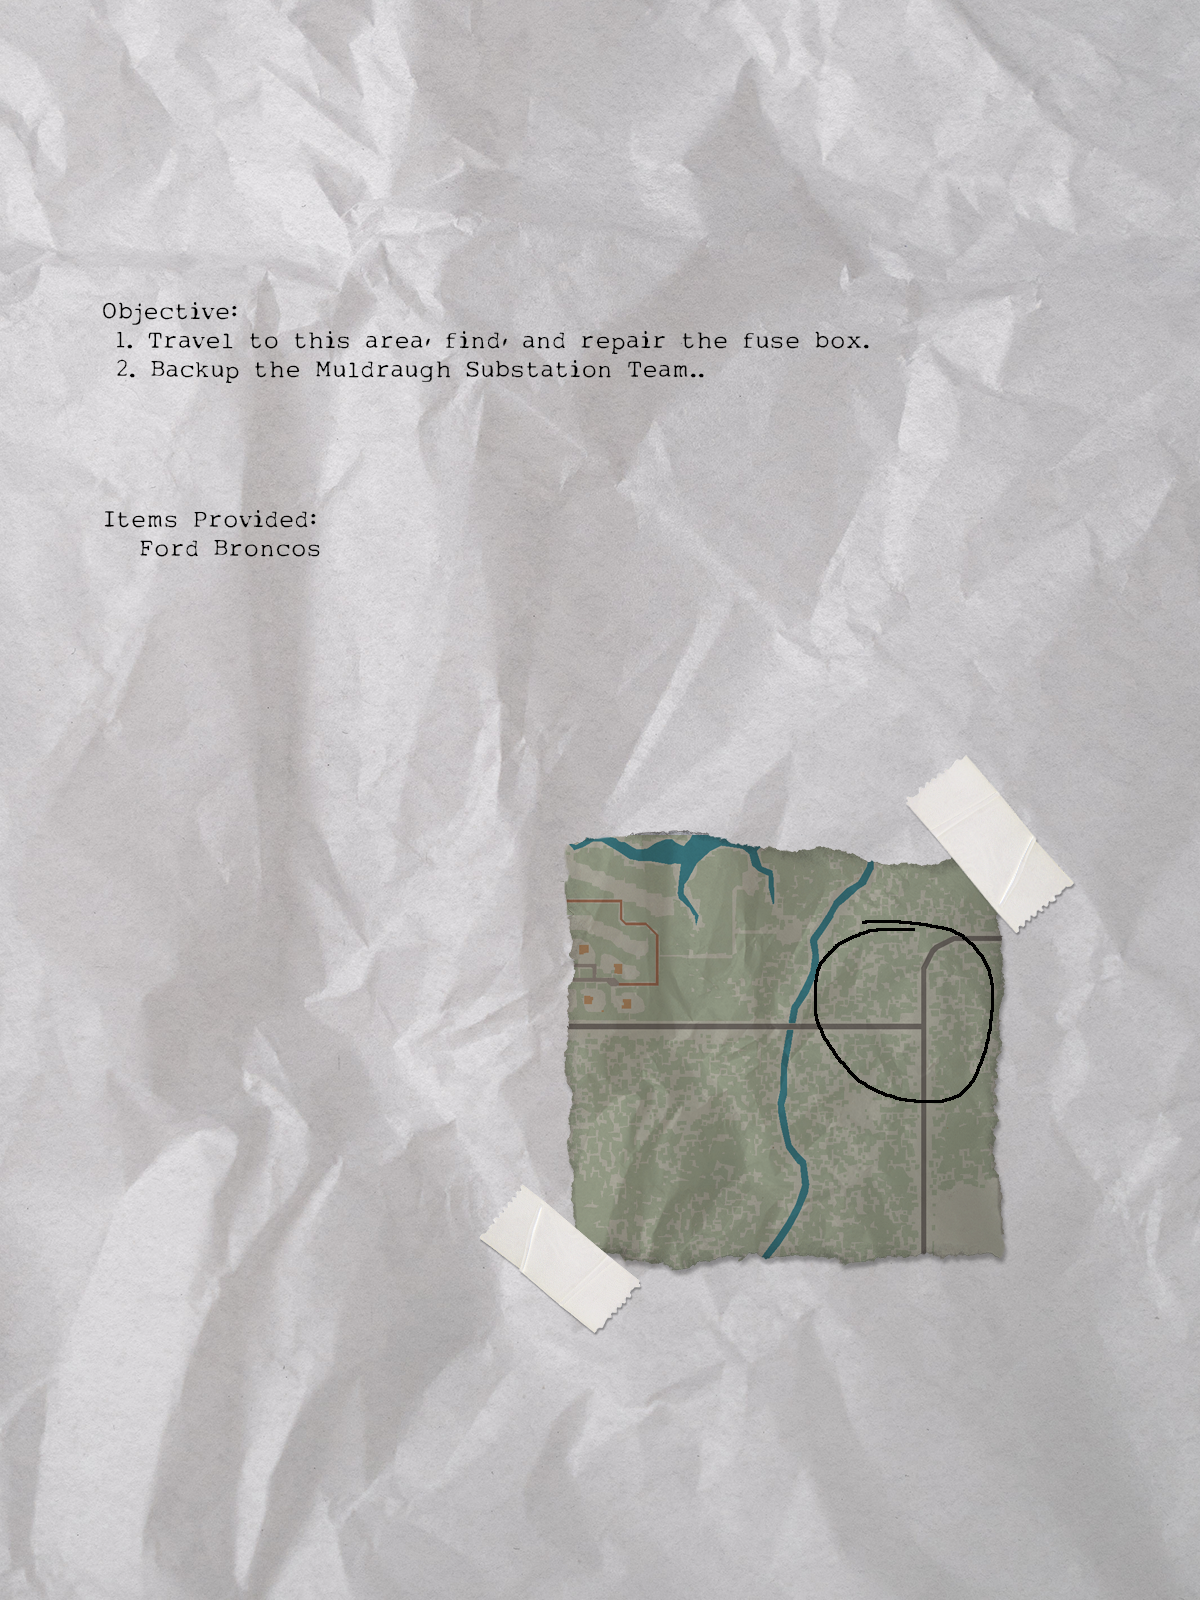 Objective:
1. Travel to this area, find, and repair the fuse box.
2. Backup the Muldraugh Substation Team..
Items Provided:
Ford Broncos